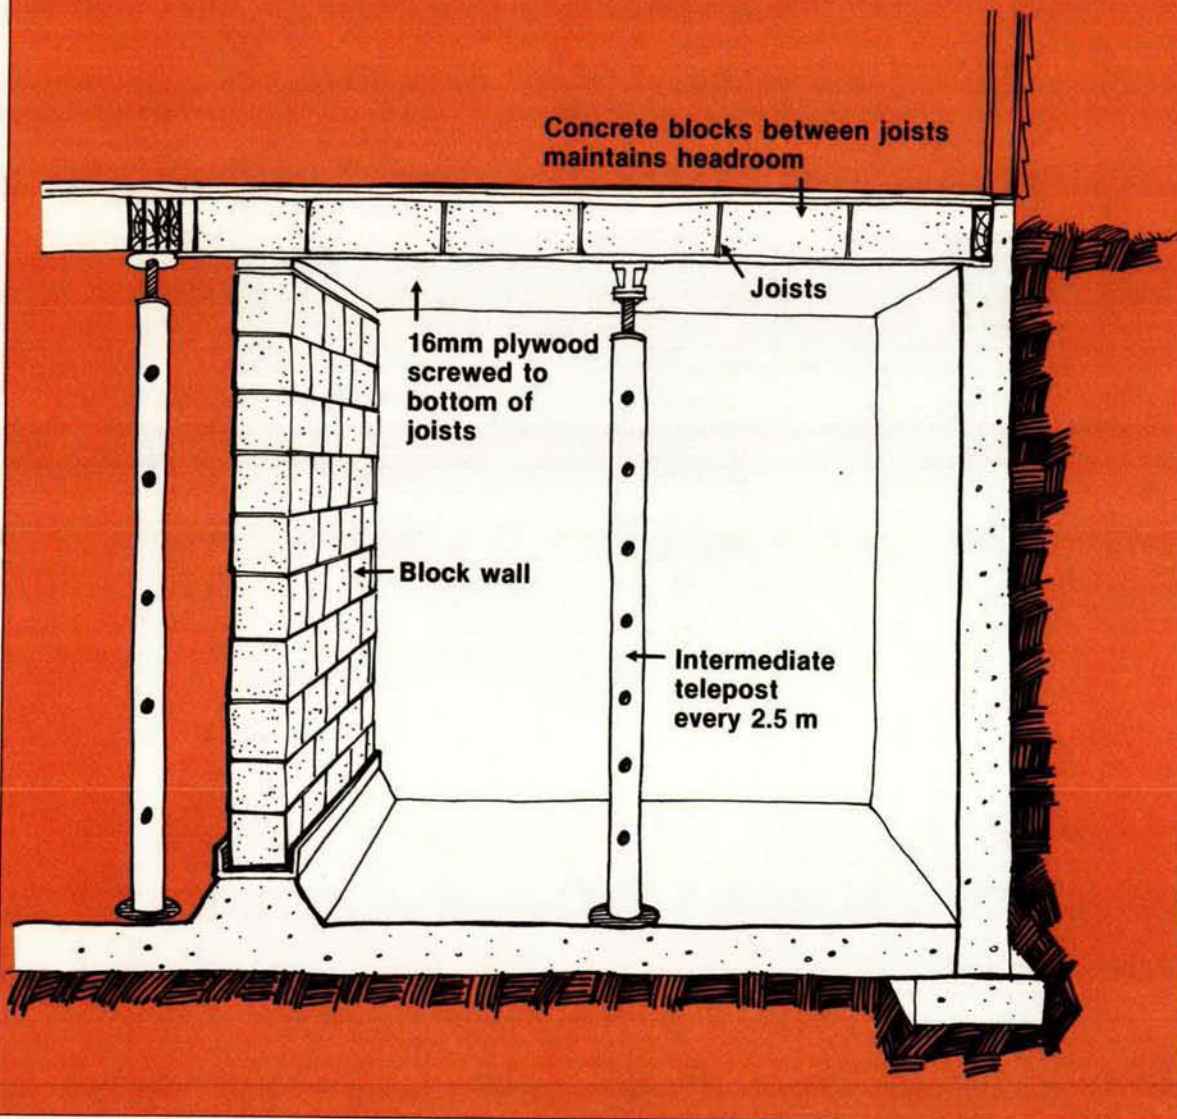 Concrete blocks between joists
maintains headroom
Joists
16mm plywood
screwed to
bottom of
joists
Block wall
Intermediate
telepost
every 2.5 m